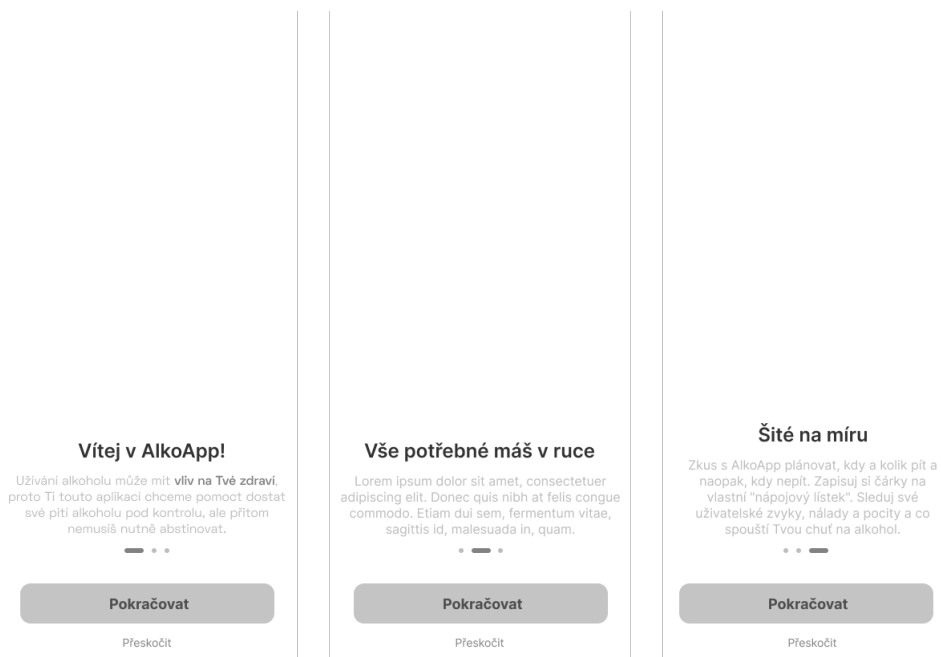 Vítej v AlkoApp!
Užívání alkoholu může mít vliv na Tvé zdraví,
proto Ti touto aplikací chceme pomoct dostat
své pití alkoholu pod kontrolu, ale přitom
nemusíš nutně abstinovat.
Pokračovat
Přeskočit
Vše potřebné máš v ruce
Lorem ipsum dolor sit amet, consectetuer
adipiscing elit. Donec quis nibh at felis congue
commodo. Etiam dui sem, fermentum vitae,
sagittis id, malesuada in, quam.
Pokračovat
Přeskočit
Šité na míru
Zkus s AlkoApp plánovat, kdy a kolik pít a
naopak, kdy nepít. Zapisuj si čárky na
vlastní "nápojový lístek". Sleduj své
uživatelské zvyky, nálady a pocity a co
spouští Tvou chuť na alkohol.
Pokračovat
Přeskočit